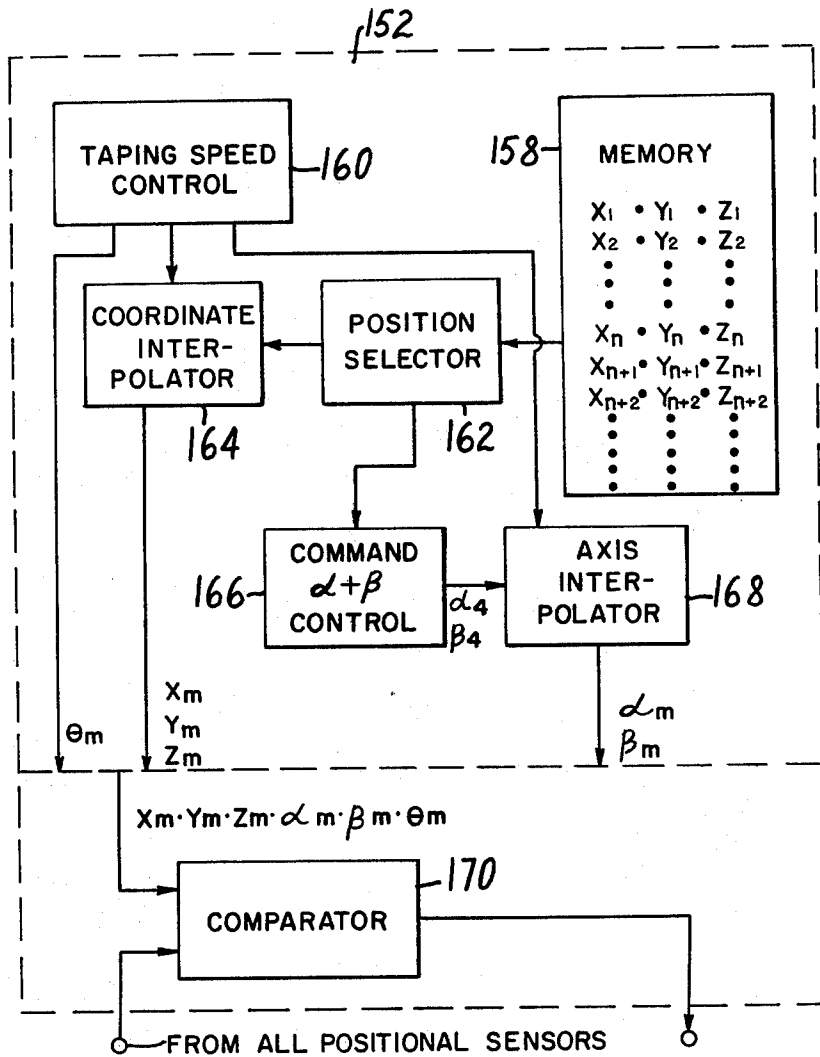 152
TAPING SPEED
CONTROL
160
158
MEMORY
X1 • Y1 • Z1
X2 • Y2 • Z2
Xn • Yn • Zn
Xn+1 • Yn+1 • Zn+1
Xn+2 • Yn+2 • Zn+2
COORDINATE
INTER-
POLATOR
164
POSITION
SELECTOR
162
166
COMMAND
α+β
CONTROL
α4
β4
AXIS
INTER-
POLATOR
168
θm
Xm
Ym
Zm
αm
βm
Xm·Ym·Zm·αm·βm·θm
170
COMPARATOR
FROM ALL POSITIONAL SENSORS